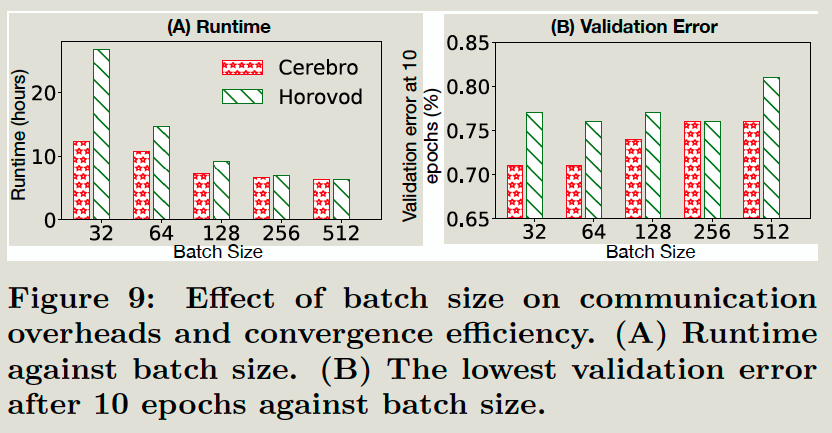 (A) Runtime
Runtime (hours)
20
10
0
Cerebro
Horovod
32 64 128 256 512
Batch Size
(B) Validation Error
Validation error at 10
epochs (%)
0.85
0.80
0.75
0.70
0.65
32 64 128 256 512
Batch Size
Figure 9: Effect of batch size on communication
overheads and convergence efficiency. (A) Runtime
against batch size. (B) The lowest validation error
after 10 epochs against batch size.